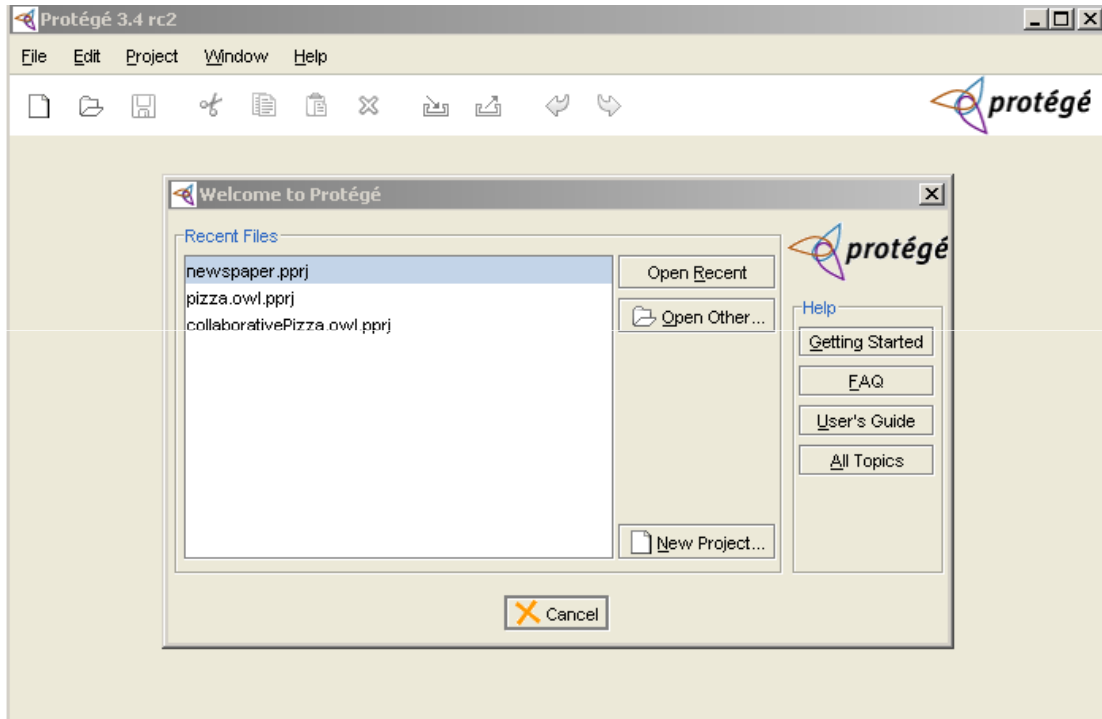 Protégé 3.4 rc2
File Edit Project Window Help
protégé
Welcome to Protégé
Recent Files
newspaper.pprj
pizza.owl.pprj
collaborativePizza.owl.pprj
Open Recent
Open Other...
New Project...
protégé
Help
Getting Started
FAQ
User's Guide
All Topics
Cancel